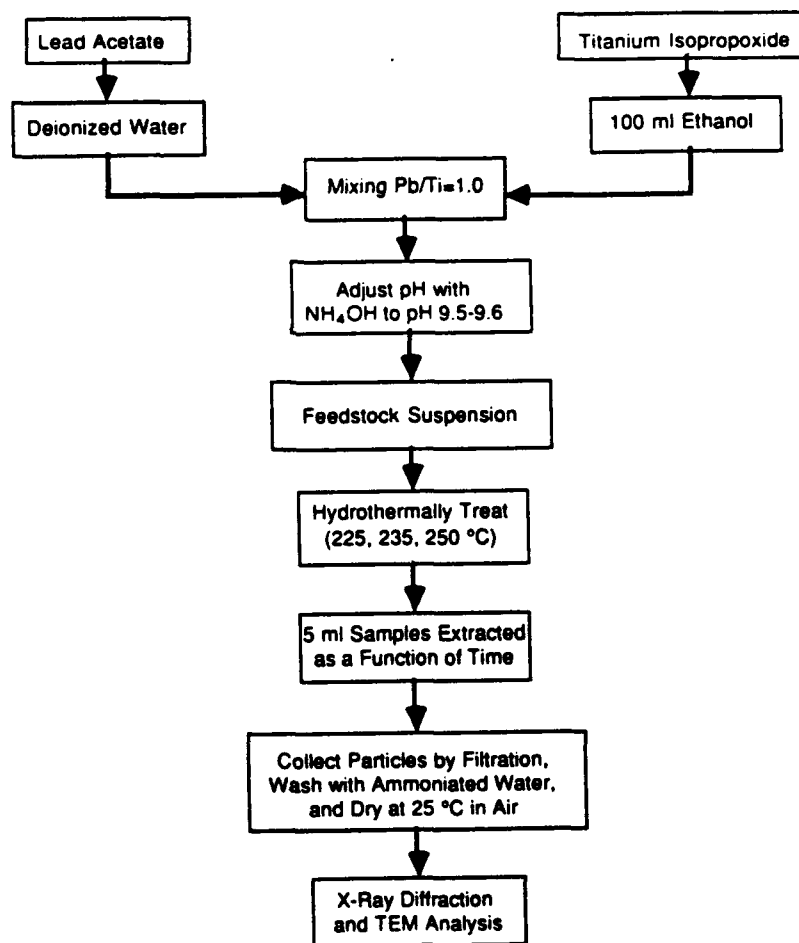 Lead Acetate
Titanium Isopropoxide
Deionized Water
100 ml Ethanol
Mixing Pb/Ti=1.0
Adjust pH with
NH₄OH to pH 9.5-9.6
Feedstock Suspension
Hydrothermally Treat
(225, 235, 250 °C)
5 ml Samples Extracted
as a Function of Time
Collect Particles by Filtration,
Wash with Ammoniated Water,
and Dry at 25 °C in Air
X-Ray Diffraction
and TEM Analysis